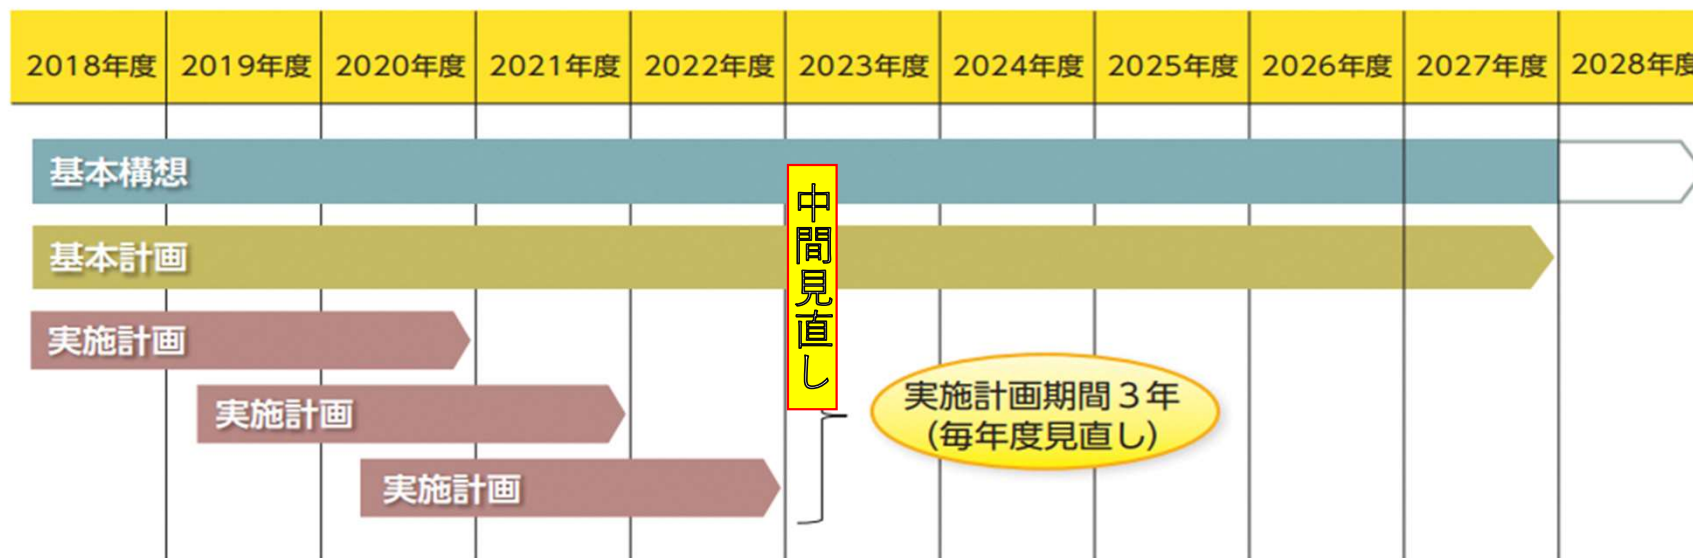 2018年度 2019年度 2020年度 2021年度 2022年度 2023年度 2024年度 2025年度 2026年度 2027年度 2028年度
基本構想
基本計画
中間見直し
実施計画
実施計画
実施計画
実施計画期間3年
（毎年度見直し）